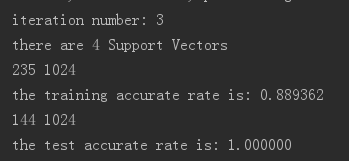 iteration number: 3
there are 4 Support Vectors
235 1024
the training accurate rate is: 0.889362
144 1024
the test accurate rate is: 1.000000